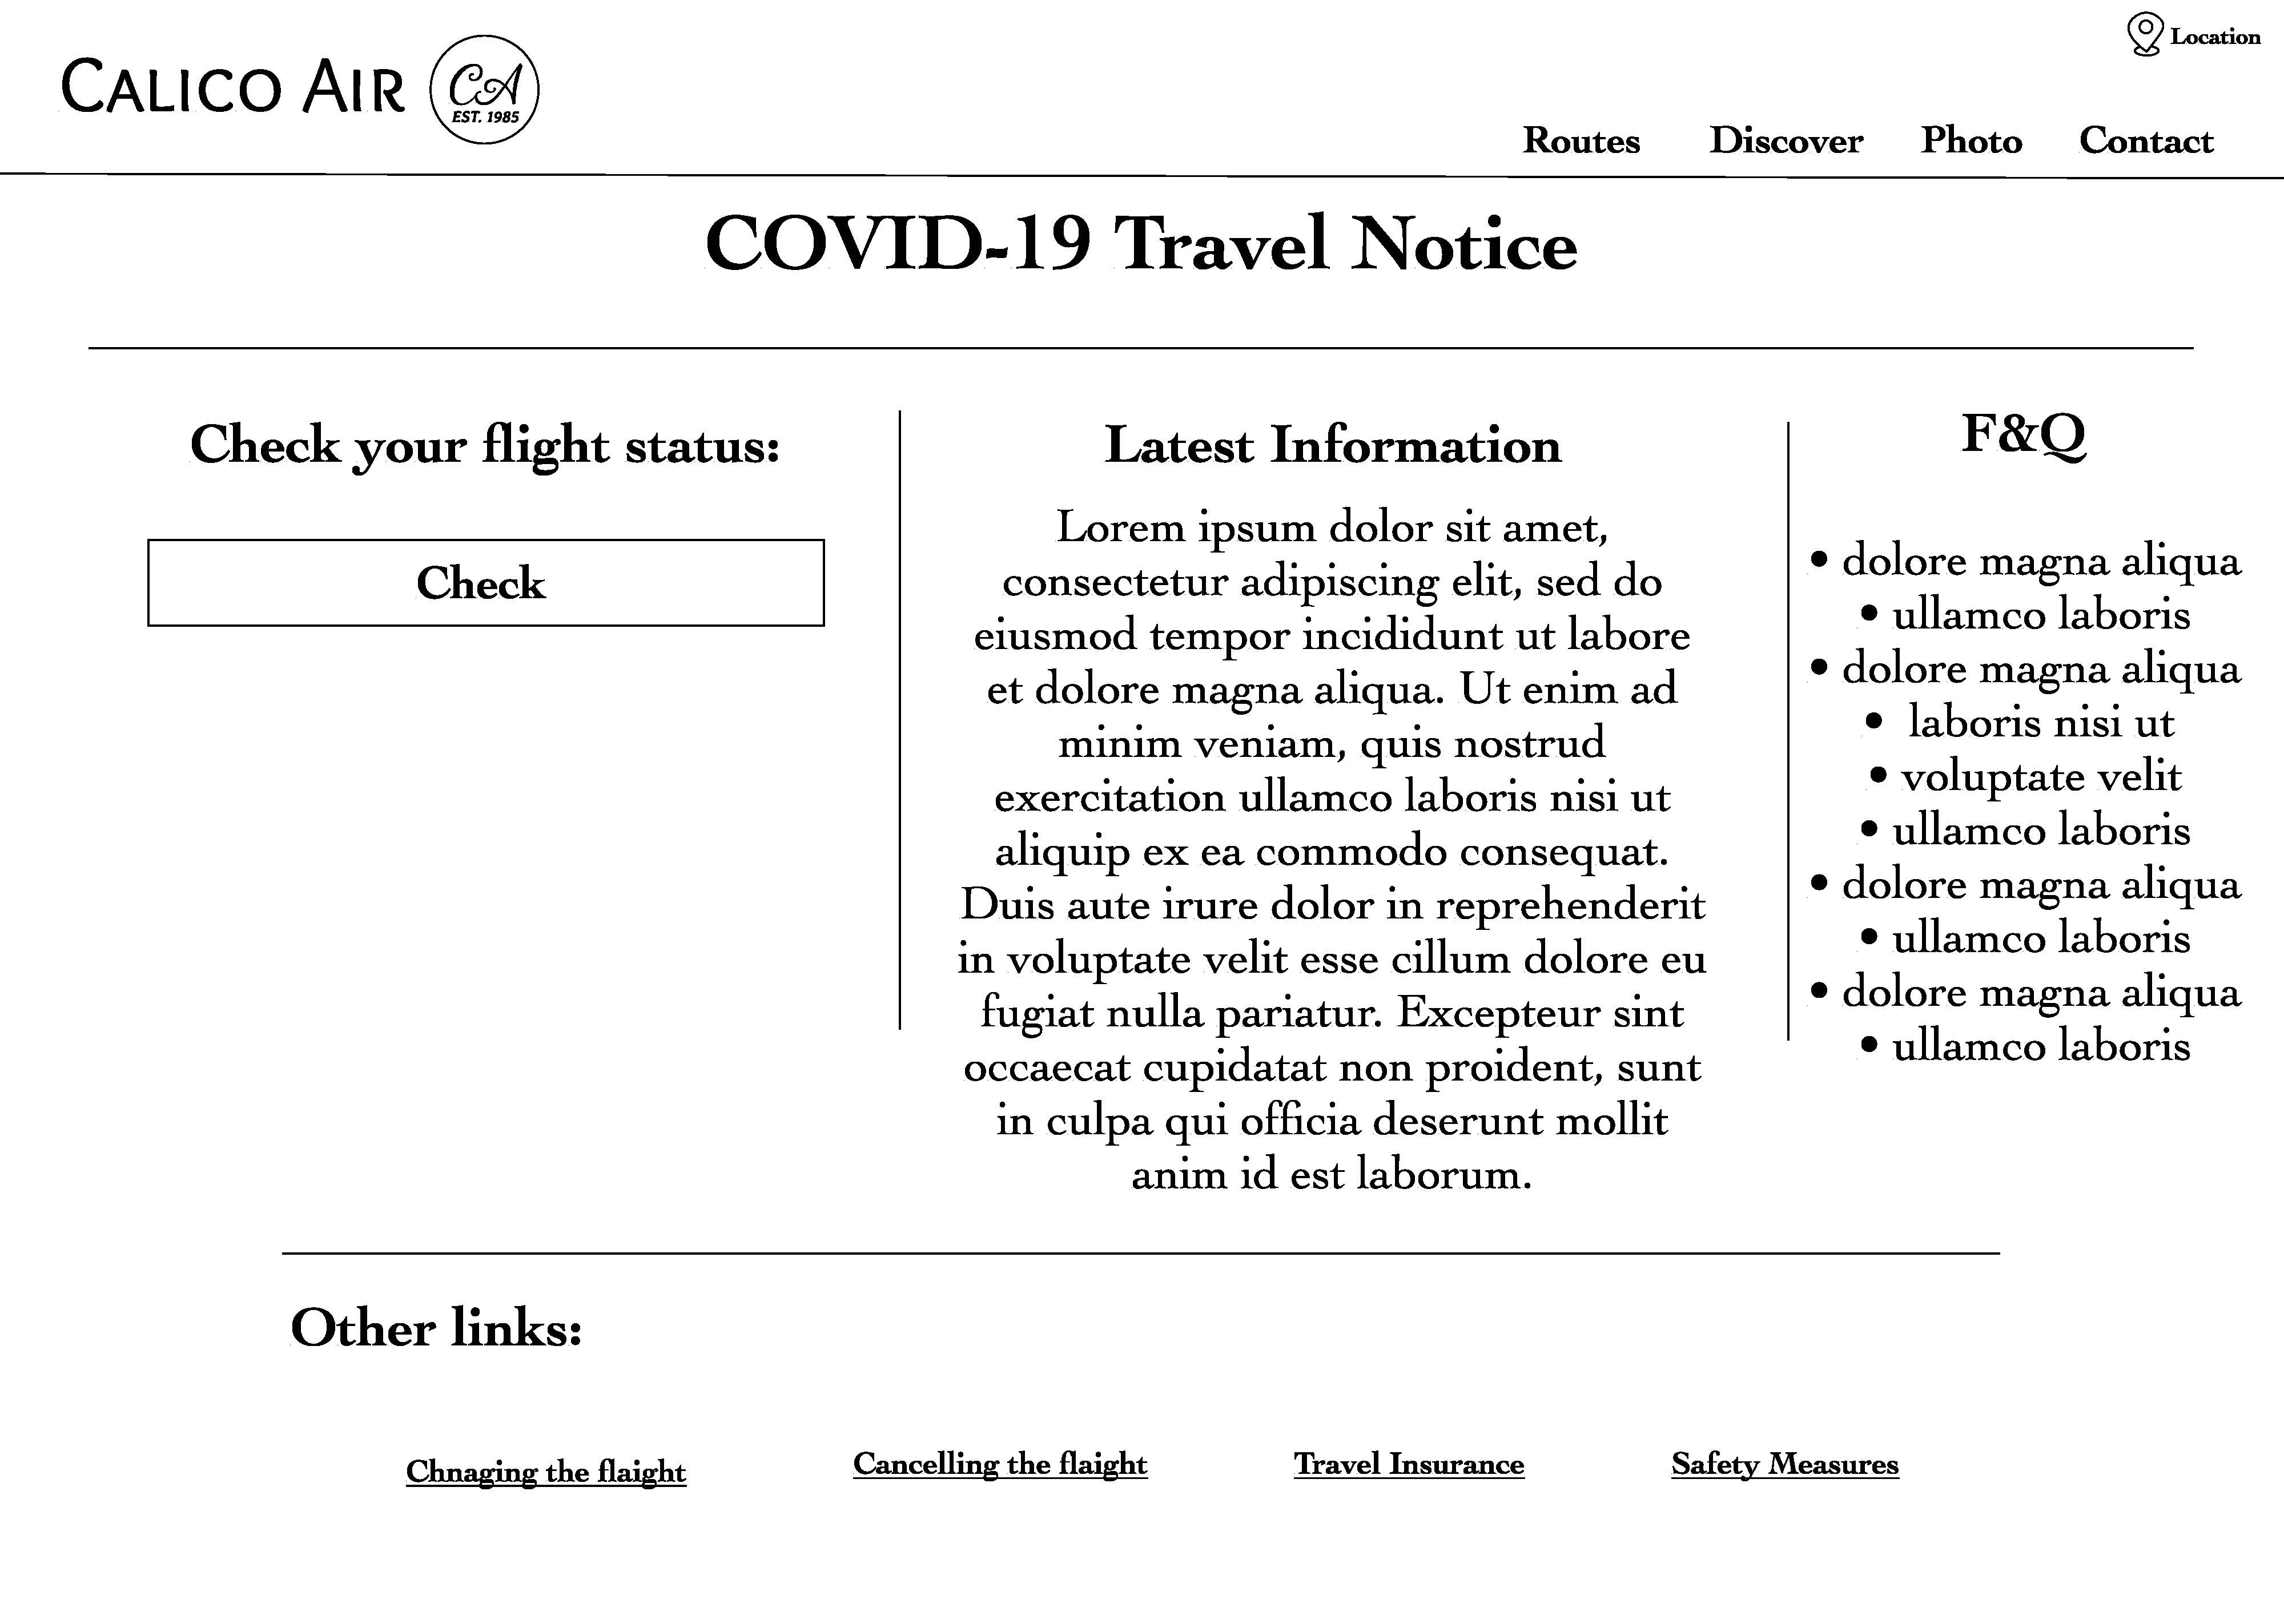 Location
CALICO AIR
CA
EST. 1985
Routes Discover Photo Contact
COVID-19 Travel Notice
Check your flight status:
Check
Latest Information
Lorem ipsum dolor sit amet,
consectetur adipiscing elit, sed do
eiusmod tempor incididunt ut labore
et dolore magna aliqua. Ut enim ad
minim veniam, quis nostrud
exercitation ullamco laboris nisi ut
aliquip ex ea commodo consequat.
Duis aute irure dolor in reprehenderit
in voluptate velit esse cillum dolore eu
fugiat nulla pariatur. Excepteur sint
occaecat cupidatat non proident, sunt
in culpa qui officia deserunt mollit
anim id est laborum.
F&Q
• dolore magna aliqua
• ullamco laboris
• dolore magna aliqua
• laboris nisi ut
• voluptate velit
• ullamco laboris
• dolore magna aliqua
• ullamco laboris
• dolore magna aliqua
• ullamco laboris
Other links:
Chnaging the flaight
Cancelling the flaight
Travel Insurance
Safety Measures